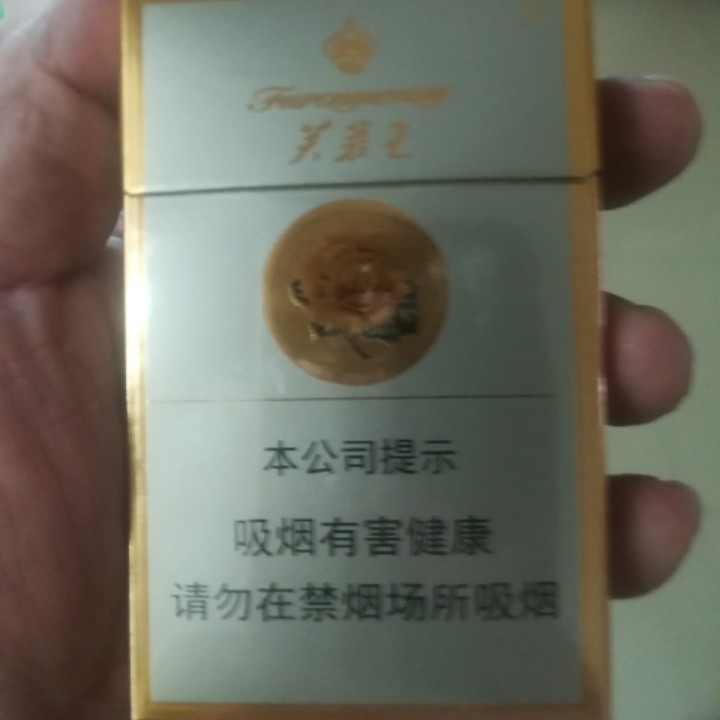 Furongwang
芙蓉王
本公司提示
吸烟有害健康
请勿在禁烟场所吸烟